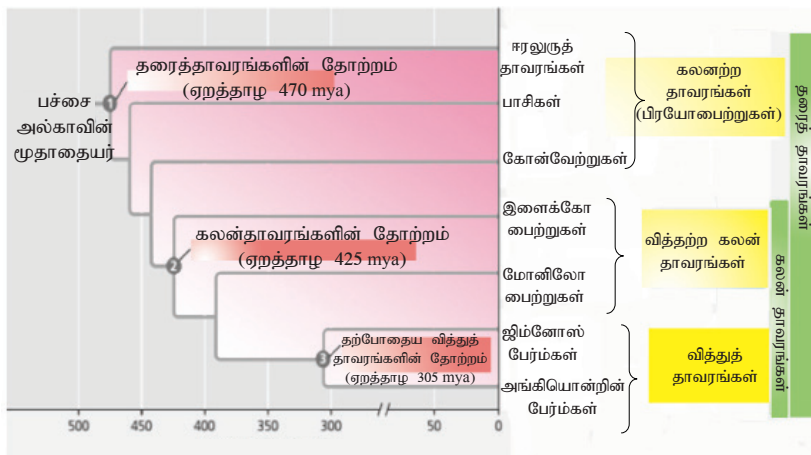 பச்சை
அல்காவின்
மூதாதையர்
1
தரைத்தாவரங்களின் தோற்றம்
(ஏறத்தாழ 470 mya)
2
கலன்தாவரங்களின் தோற்றம்
(ஏறத்தாழ 425 mya)
3
தற்போதைய வித்துத்
தாவரங்களின் தோற்றம்
(ஏறத்தாழ 305 mya)
ஈரலுருத்
தாவரங்கள்
பாசிகள்
கோன்வேற்றுகள்
இளைக்கோ
பைற்றுகள்
மோனிலோ
பைற்றுகள்
ஜிம்னோஸ்
பேர்ம்கள்
அங்கியொன்றின்
பேர்ம்கள்
கலனற்ற
தாவரங்கள்
(பிரயோபைற்றுகள்)
வித்தற்ற கலன்
தாவரங்கள்
வித்துத்
தாவரங்கள்
கலன் தாவரங்கள்
தரைத் தாவரங்கள்
500 450 400 350 300 50 0